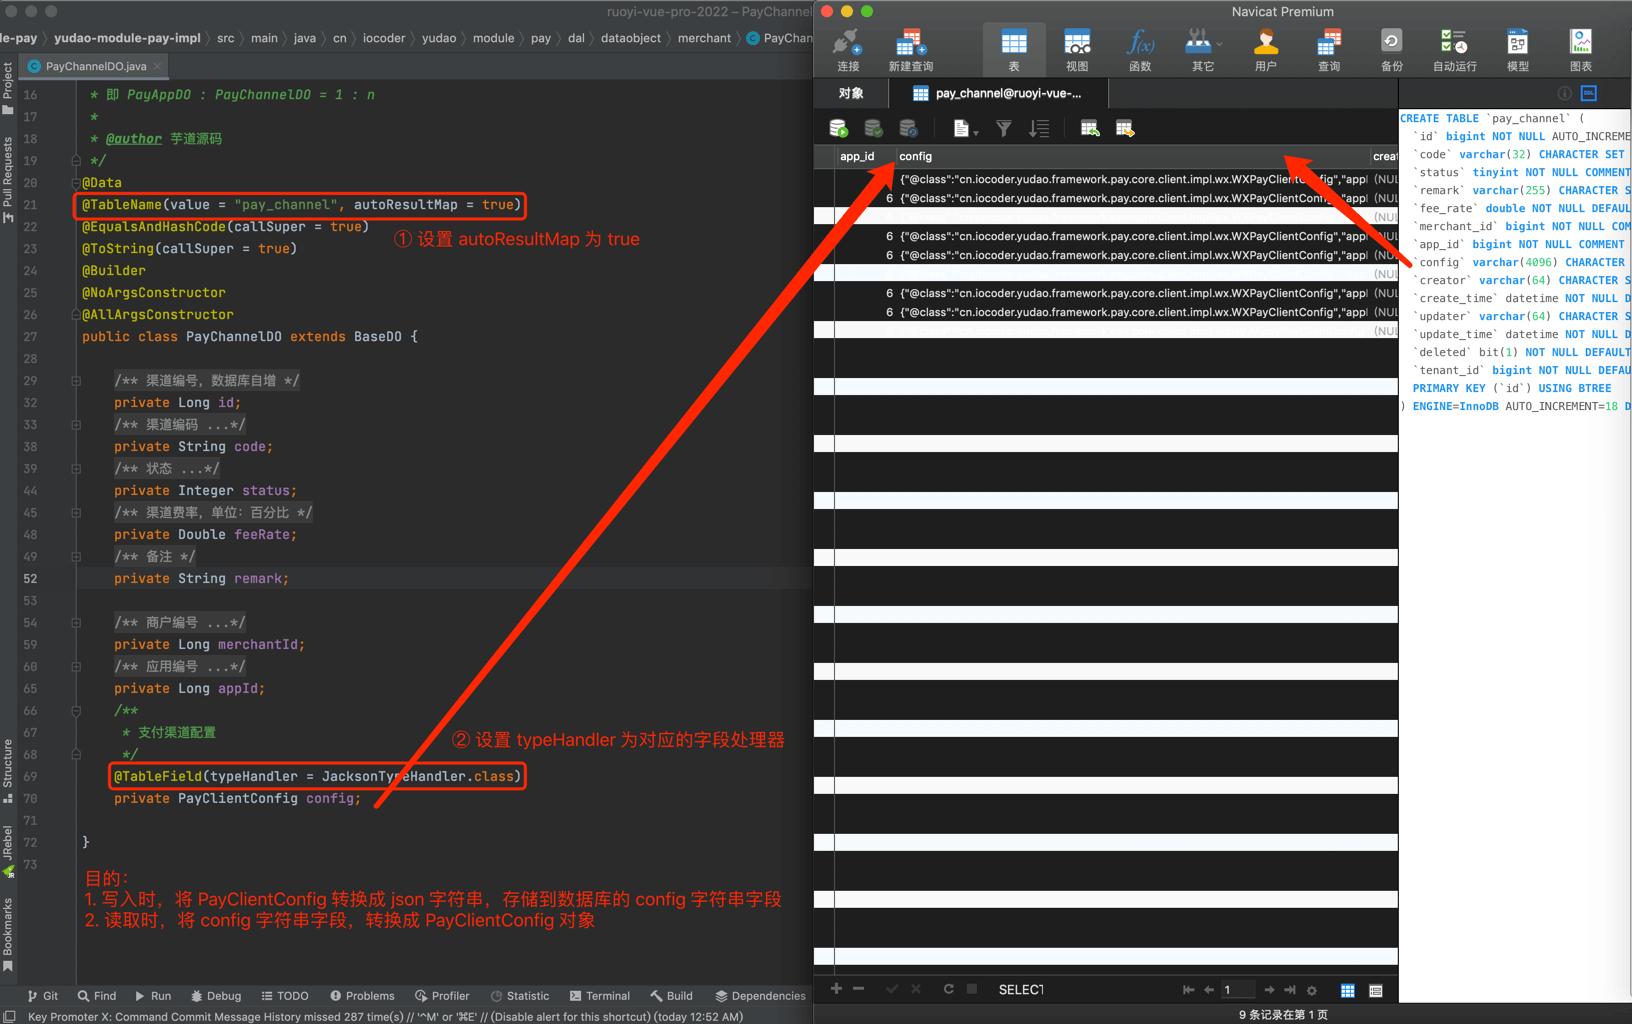 ruoyi-vue-pro-2022 – PayChannel
le-pay › yudao-module-pay-impl › src › main › java › cn › iocoder › yudao › module › pay › dal › dataobject › merchant › PayChan
PayChannelDO.java
Project
Pull Requests
Structure
JRebel
Bookmarks
16 * 即 PayAppDO : PayChannelDO = 1 : n
17 *
18 * @author 芋道源码
19 */
20 @Data
21 @TableName(value = "pay_channel", autoResultMap = true)
22 @EqualsAndHashCode(callSuper = true)
① 设置 autoResultMap 为 true
23 @ToString(callSuper = true)
24 @Builder
25 @NoArgsConstructor
26 @AllArgsConstructor
27 public class PayChannelDO extends BaseDO {
28
29 /** 渠道编号，数据库自增 */
32 private Long id;
33 /** 渠道编码 ...*/
38 private String code;
39 /** 状态 ...*/
44 private Integer status;
45 /** 渠道费率，单位：百分比 */
48 private Double feeRate;
49 /** 备注 */
52 private String remark;
53
54 /** 商户编号 ...*/
59 private Long merchantId;
60 /** 应用编号 ...*/
65 private Long appId;
66 /**
67 * 支付渠道配置
② 设置 typeHandler 为对应的字段处理器
68 */
69 @TableField(typeHandler = JacksonTypeHandler.class)
70 private PayClientConfig config;
71
72 }
73
目的：
1. 写入时，将 PayClientConfig 转换成 json 字符串，存储到数据库的 config 字符串字段
2. 读取时，将 config 字符串字段，转换成 PayClientConfig 对象
Git Find Run Debug TODO Problems Profiler Statistic Terminal Build Dependencies
Key Promoter X: Command Commit Message History missed 287 time(s) // '^M' or '⌘E' // (Disable alert for this shortcut) (today 12:52 AM)
Navicat Premium
连接 新建查询 表 视图 函数 其它 用户 查询 备份 自动运行 模型 图表
对象 pay_channel@ruoyi-vue-...
app_id config creat
{"@class":"cn.iocoder.yudao.framework.pay.core.client.impl.wx.WXPayClientConfig","appI (NUL
6 {"@class":"cn.iocoder.yudao.framework.pay.core.client.impl.wx.WXPayClientConfig","appI (NUL
(NUL
6 {"@class":"cn.iocoder.yudao.framework.pay.core.client.impl.wx.WXPayClientConfig","appI (NUL
6 {"@class":"cn.iocoder.yudao.framework.pay.core.client.impl.wx.WXPayClientConfig","appI (NUL
(NUL
6 {"@class":"cn.iocoder.yudao.framework.pay.core.client.impl.wx.WXPayClientConfig","appI (NUL
6 {"@class":"cn.iocoder.yudao.framework.pay.core.client.impl.wx.WXPayClientConfig","appI (NUL
(NUL
SELECT
1
9 条记录在第 1 页
DDL
CREATE TABLE `pay_channel` (
`id` bigint NOT NULL AUTO_INCREME
`code` varchar(32) CHARACTER SET
`status` tinyint NOT NULL COMMENT
`remark` varchar(255) CHARACTER S
`fee_rate` double NOT NULL DEFAUL
`merchant_id` bigint NOT NULL COM
`app_id` bigint NOT NULL COMMENT
`config` varchar(4096) CHARACTER
`creator` varchar(64) CHARACTER S
`create_time` datetime NOT NULL D
`updater` varchar(64) CHARACTER S
`update_time` datetime NOT NULL D
`deleted` bit(1) NOT NULL DEFAULT
`tenant_id` bigint NOT NULL DEFAU
PRIMARY KEY (`id`) USING BTREE
) ENGINE=InnoDB AUTO_INCREMENT=18 D